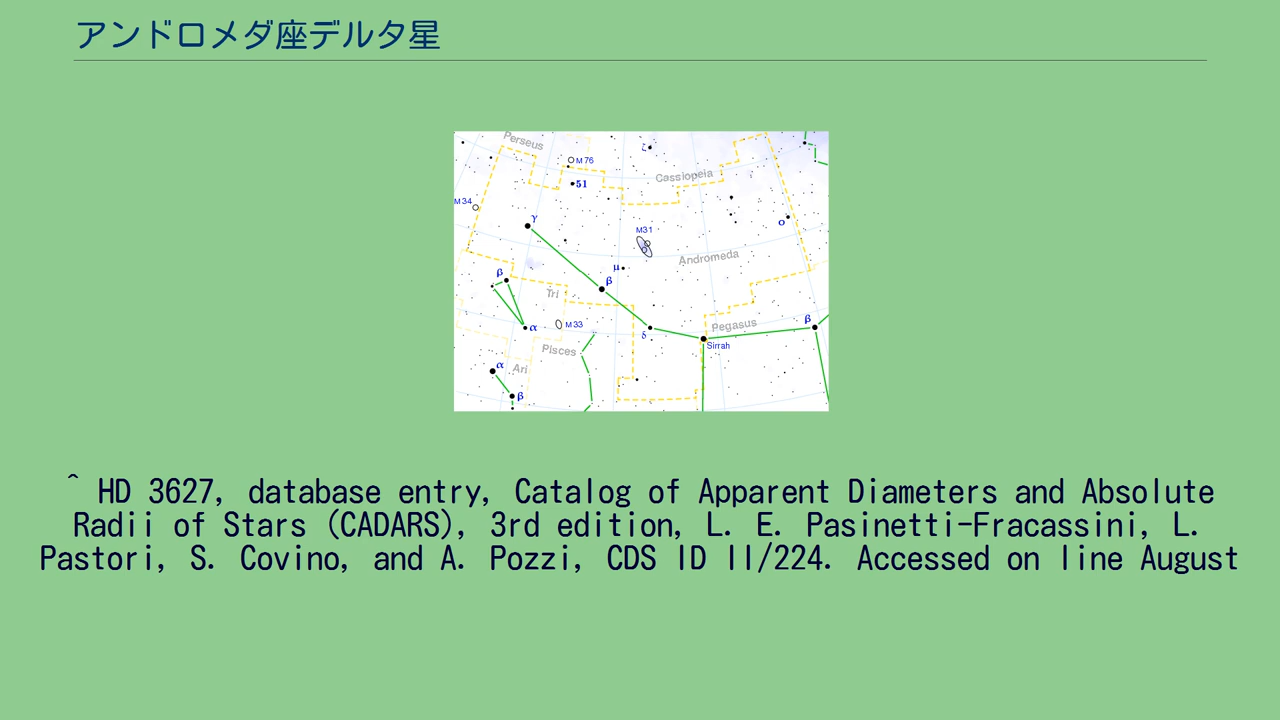 アンドロメダ座デルタ星
Perseus
M 76
ζ
51
Cassiopeia
M 34
γ
ο
M31
Andromeda
μ
β
β
Tri
α
M 33
δ
Pegasus
β
Sirrah
Pisces
α
Ari
β
^ HD 3627, database entry, Catalog of Apparent Diameters and Absolute
Radii of Stars (CADARS), 3rd edition, L. E. Pasinetti-Fracassini, L.
Pastori, S. Covino, and A. Pozzi, CDS ID II/224. Accessed on line August